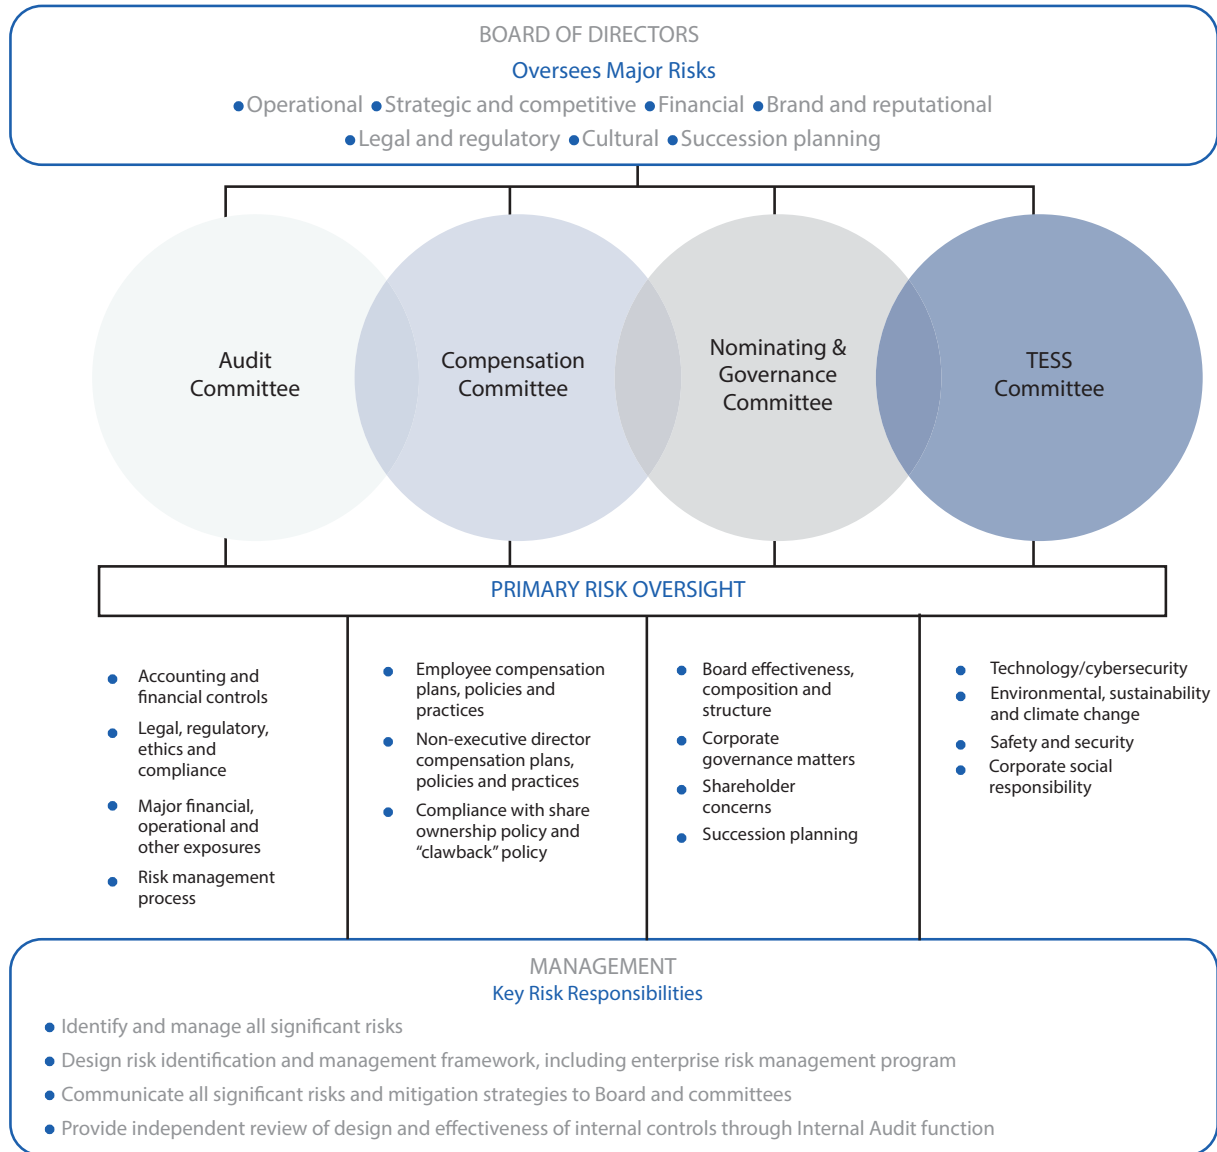 BOARD OF DIRECTORS
Oversees Major Risks
● Operational ● Strategic and competitive ● Financial ● Brand and reputational
● Legal and regulatory ● Cultural ● Succession planning
Audit
Committee
Compensation
Committee
Nominating &
Governance
Committee
TESS
Committee
PRIMARY RISK OVERSIGHT
● Accounting and
financial controls
● Legal, regulatory,
ethics and
compliance
● Major financial,
operational and
other exposures
● Risk management
process
● Employee compensation
plans, policies and
practices
● Non-executive director
compensation plans,
policies and practices
● Compliance with share
ownership policy and
“clawback” policy
● Board effectiveness,
composition and
structure
● Corporate
governance matters
● Shareholder
concerns
● Succession planning
● Technology/cybersecurity
● Environmental, sustainability
and climate change
● Safety and security
● Corporate social
responsibility
MANAGEMENT
Key Risk Responsibilities
● Identify and manage all significant risks
● Design risk identification and management framework, including enterprise risk management program
● Communicate all significant risks and mitigation strategies to Board and committees
● Provide independent review of design and effectiveness of internal controls through Internal Audit function